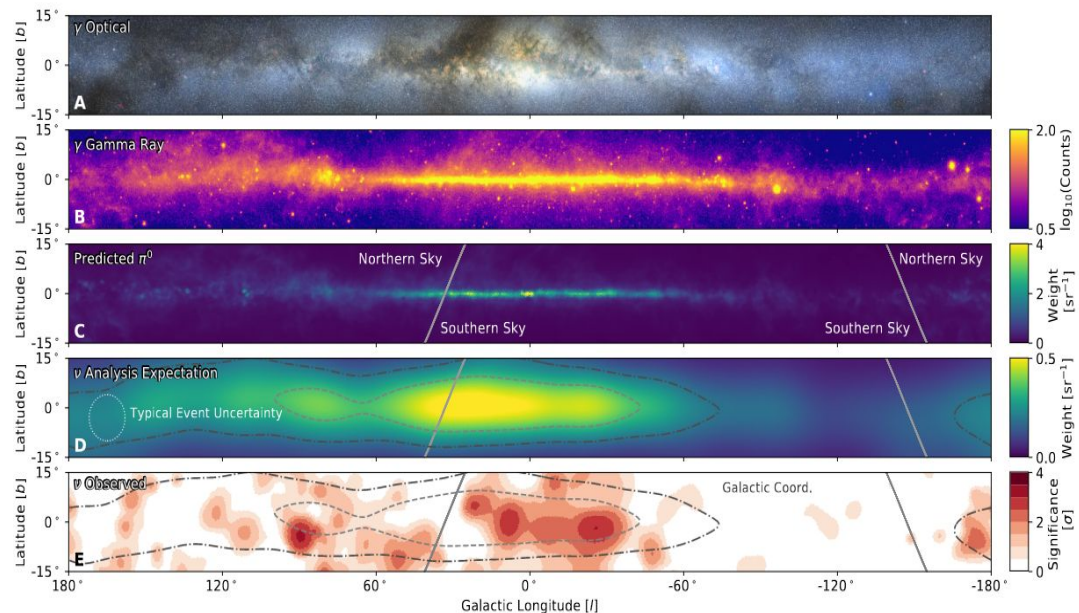 γ Optical
Latitude [b]
15°
0°
-15°
A
γ Gamma Ray
Latitude [b]
15°
0°
-15°
B
2.0
0.5
log₁₀(Counts)
Predicted π⁰
Northern Sky
Northern Sky
Southern Sky
Southern Sky
Latitude [b]
15°
0°
-15°
C
4
2
0
Weight
[sr⁻¹]
ν Analysis Expectation
Typical Event Uncertainty
Latitude [b]
15°
0°
-15°
D
0.5
0.0
Weight
[sr⁻¹]
ν Observed
Galactic Coord.
Latitude [b]
15°
0°
-15°
E
4
2
0
Significance
[σ]
180
120
60
0°
-60°
-120°
-180°
Galactic Longitude [l]